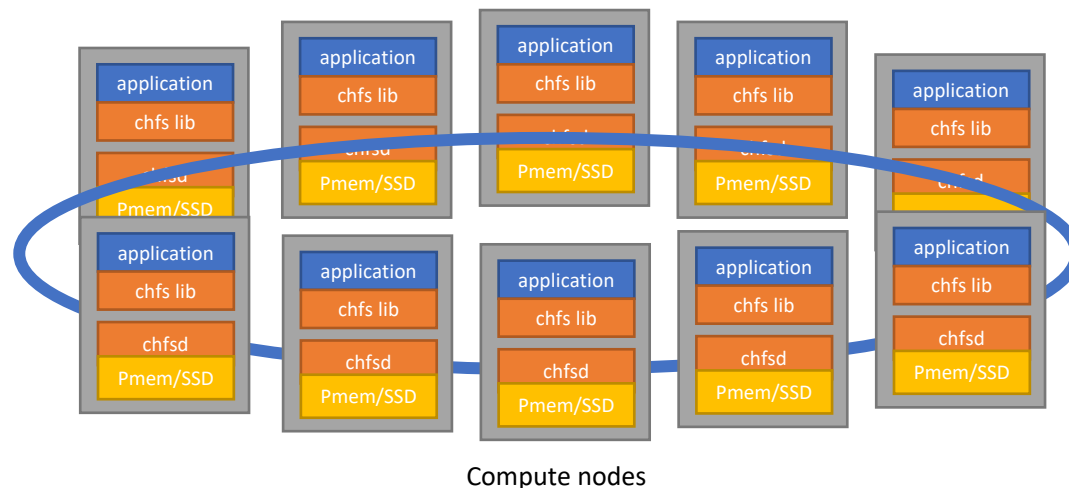 application
chfs lib
chfsd
Pmem/SSD
application
chfs lib
chfsd
Pmem/SSD
application
chfs lib
Pmem/SSD
application
chfs lib
Pmem/SSD
application
chfs lib
chfsd
application
chfs lib
chfsd
Pmem/SSD
application
chfs lib
chfsd
Pmem/SSD
application
chfs lib
chfsd
Pmem/SSD
application
chfs lib
chfsd
Pmem/SSD
application
chfs lib
chfsd
Pmem/SSD
Compute nodes